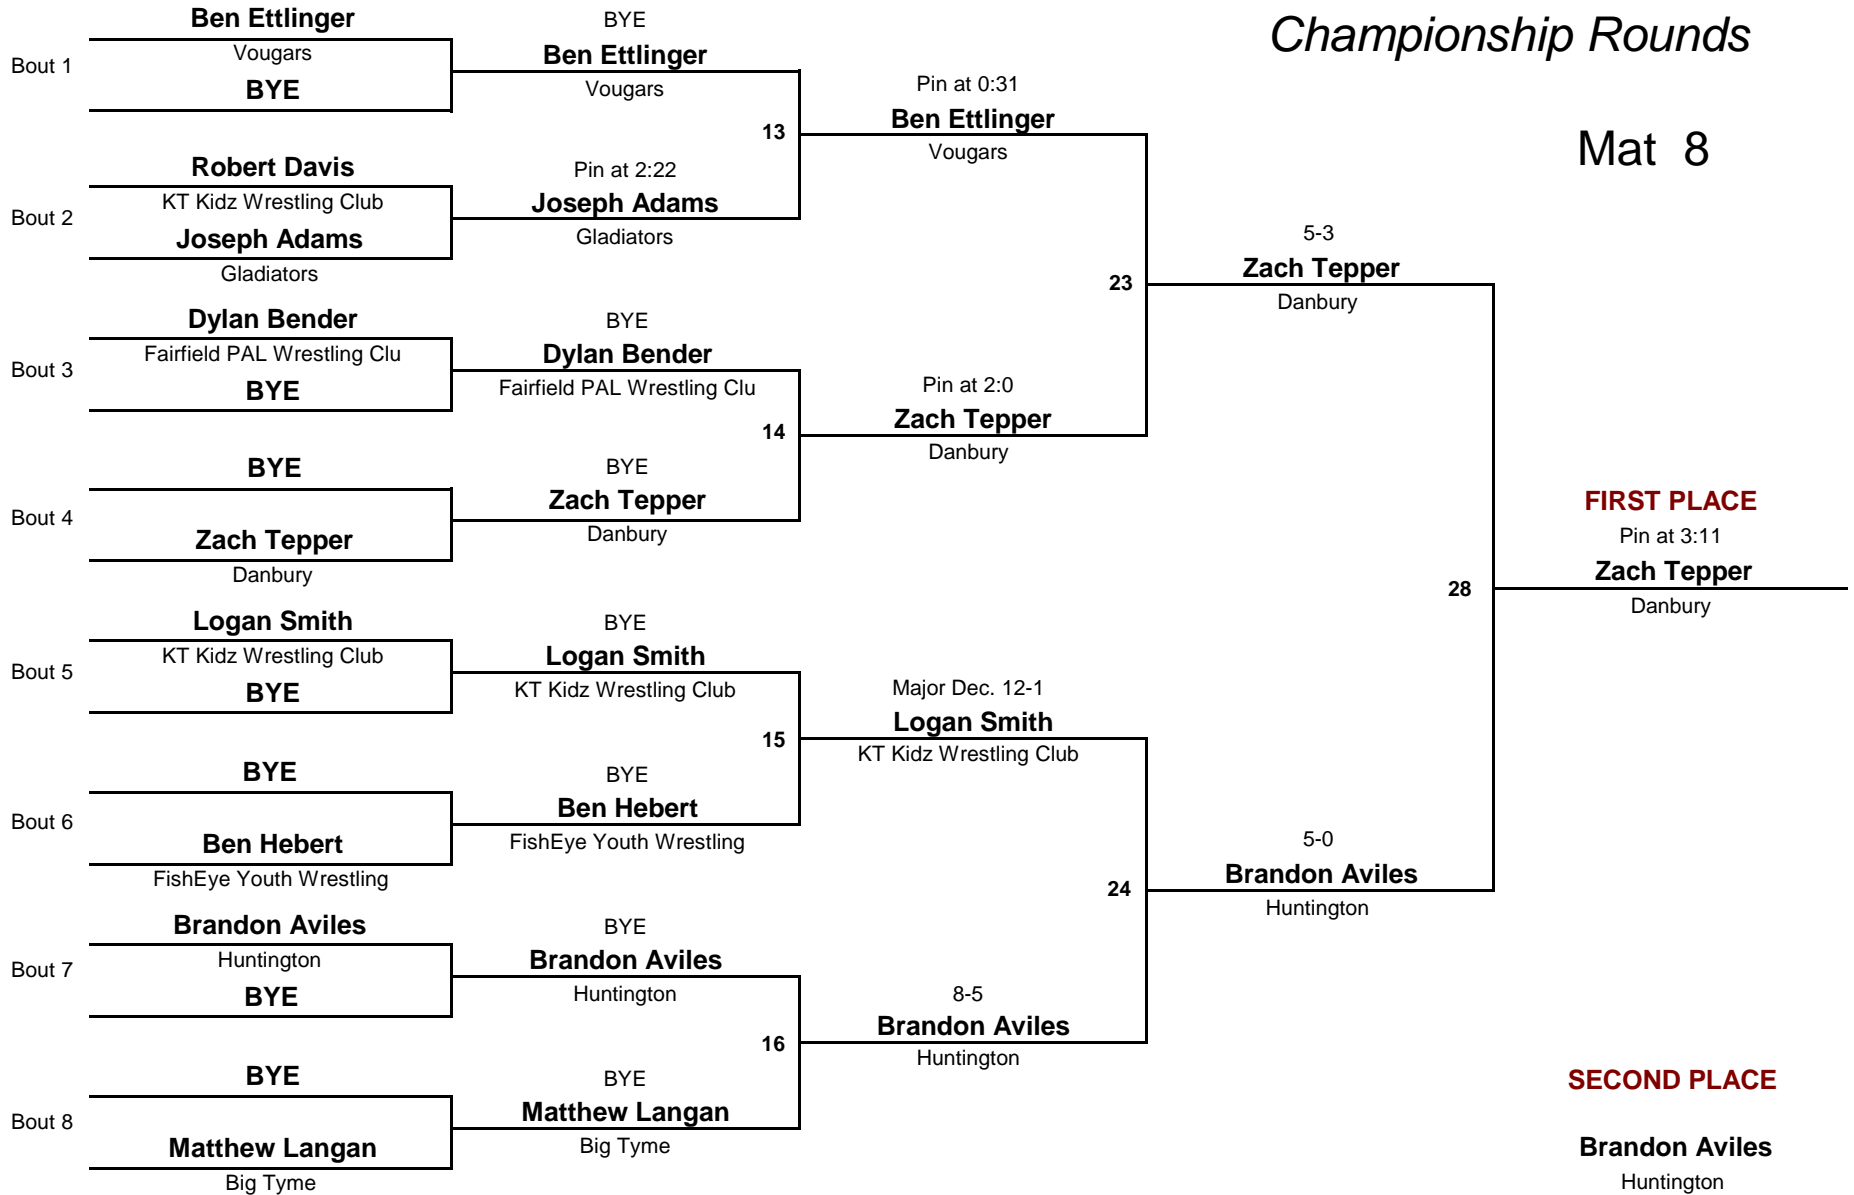 Championship Rounds
Mat 8
Bout 1
Ben Ettlinger
Vougars
BYE
Bout 2
Robert Davis
KT Kidz Wrestling Club
Joseph Adams
Gladiators
Bout 3
Dylan Bender
Fairfield PAL Wrestling Clu
BYE
Bout 4
BYE
Zach Tepper
Danbury
Bout 5
Logan Smith
KT Kidz Wrestling Club
BYE
Bout 6
BYE
Ben Hebert
FishEye Youth Wrestling
Bout 7
Brandon Aviles
Huntington
BYE
Bout 8
BYE
Matthew Langan
Big Tyme
BYE
Ben Ettlinger
Vougars
13
Pin at 2:22
Joseph Adams
Gladiators
BYE
Dylan Bender
Fairfield PAL Wrestling Clu
14
BYE
Zach Tepper
Danbury
BYE
Logan Smith
KT Kidz Wrestling Club
15
BYE
Ben Hebert
FishEye Youth Wrestling
BYE
Brandon Aviles
Huntington
16
BYE
Matthew Langan
Big Tyme
Pin at 0:31
Ben Ettlinger
Vougars
23
Pin at 2:0
Zach Tepper
Danbury
Major Dec. 12-1
Logan Smith
KT Kidz Wrestling Club
24
8-5
Brandon Aviles
Huntington
5-3
Zach Tepper
Danbury
28
5-0
Brandon Aviles
Huntington
FIRST PLACE
Pin at 3:11
Zach Tepper
Danbury
SECOND PLACE
Brandon Aviles
Huntington